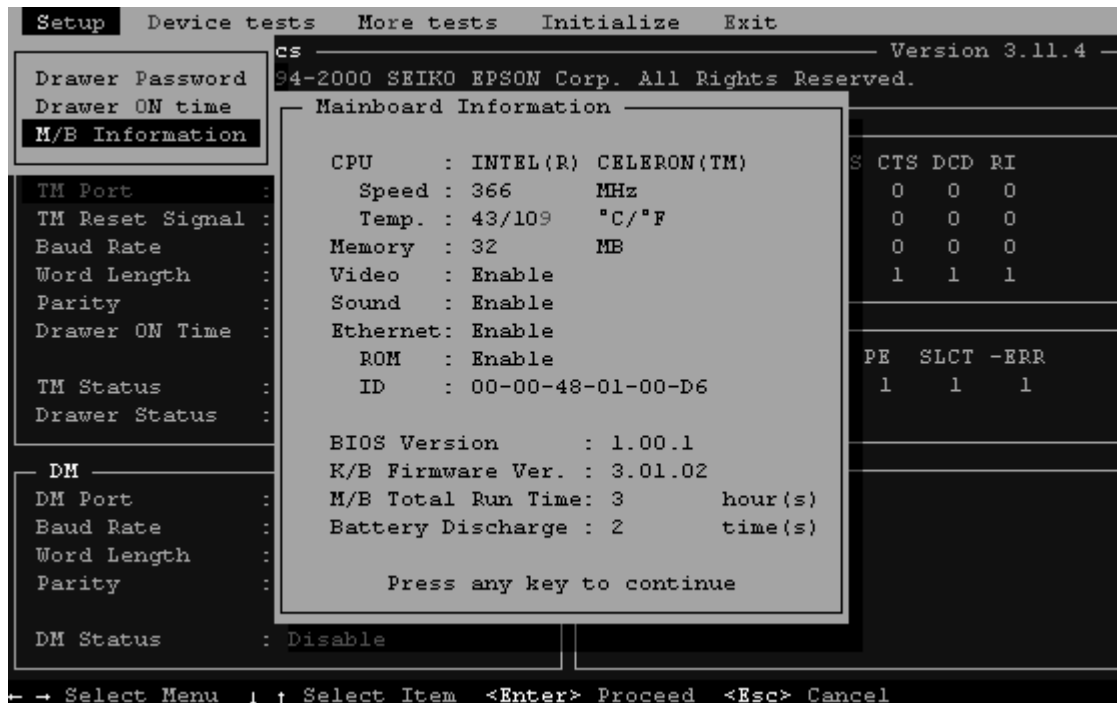 Setup Device tests More tests Initialize Exit
cs Version 3.11.4
Drawer Password
94-2000 SEIKO EPSON Corp. All Rights Reserved.
Drawer ON time
M/B Information
Mainboard Information
CPU : INTEL(R) CELERON(TM)
Speed : 366 MHz
Temp. : 43/109 °C/°F
Memory : 32 MB
Video : Enable
Sound : Enable
Ethernet: Enable
ROM : Enable
ID : 00-00-48-01-00-D6
BIOS Version : 1.00.1
K/B Firmware Ver. : 3.01.02
M/B Total Run Time: 3 hour(s)
Battery Discharge : 2 time(s)
Press any key to continue
S CTS DCD RI
0 0 0
0 0 0
0 0 0
1 1 1
PE SLCT -ERR
1 1 1
TM Port :
TM Reset Signal :
Baud Rate :
Word Length :
Parity :
Drawer ON Time :
TM Status :
Drawer Status :
DM
DM Port :
Baud Rate :
Word Length :
Parity :
DM Status : Disable
← → Select Menu ↓ ↑ Select Item <Enter> Proceed <Esc> Cancel